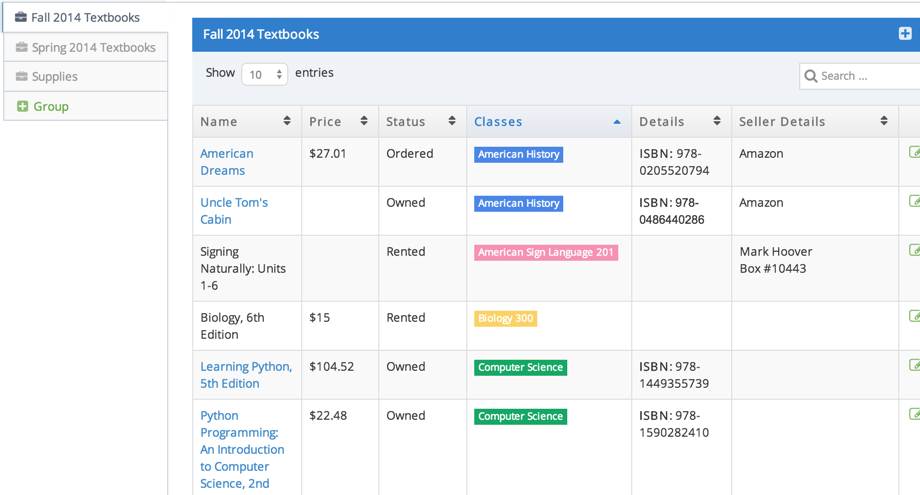 Fall 2014 Textbooks
Spring 2014 Textbooks
Supplies
Group
Fall 2014 Textbooks
Show 10 entries
Search ...
Name Price Status Classes Details Seller Details
American
Dreams
$27.01
Ordered
American History
ISBN: 978-
0205520794
Amazon
Uncle Tom's
Cabin
Owned
American History
ISBN: 978-
0486440286
Amazon
Signing
Naturally: Units
1-6
Rented
American Sign Language 201
Mark Hoover
Box #10443
Biology, 6th
Edition
$15
Rented
Biology 300
Learning Python,
5th Edition
$104.52
Owned
Computer Science
ISBN: 978-
1449355739
Python
Programming:
An Introduction
to Computer
Science, 2nd
$22.48
Owned
Computer Science
ISBN: 978-
1590282410